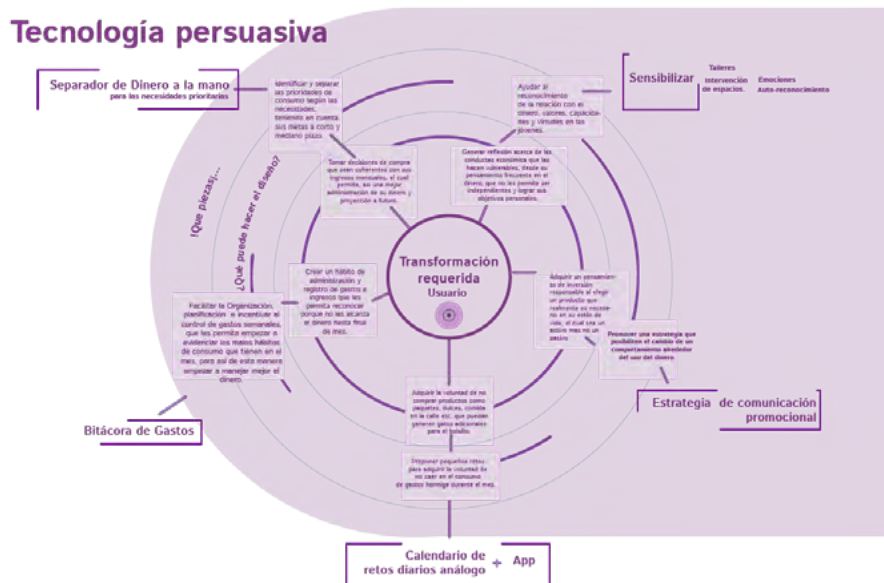 Tecnología persuasiva
Separador de Dinero a la mano
para las necesidades prioritarias
Identificar y separar
las prioridades de
consumo según las
necesidades,
teniendo en cuenta
sus metas a corto y
mediano plazo.
Tomar decisiones de compra
que sean coherentes con sus
ingresos mensuales, el cual
permita, así una mejor
administración de su dinero y
proyección a futuro.
Ayudar al
reconocimiento
de la relación con el
dinero, valores, capacida-
des y virtudes en las
jóvenes.
Sensibilizar
Talleres
Intervención
de espacios.
Emociones
Auto-reconocimiento
Generar reflexión acerca de las
conductas económica que las
hacen vulnerables, desde su
pensamiento frecuente en el
dinero, que no les permite ser
independientes y lograr sus
objetivos personales.
!Que piezas¡...
¿Qué puede hacer el diseño?
Transformación
requerida
Usuario
Crear un hábito de
administración y
registro de gastos e
ingresos que les
permita reconocer
porque no les alcanza
el dinero hasta final
de mes.
Facilitar la Organización,
planificación e incentivar el
control de gastos semanales,
que les permita empezar a
evidenciar los malos hábitos
de consumo que tienen en el
mes, para así de esta manera
empezar a manejar mejor el
dinero.
Bitácora de Gastos
Adquirir un pensamien-
to de inversión
responsable al elegir
un producto que
realmente es necesa-
rio en su estilo de
vida, el cual sea un
activo mas no un
pasivo
Promover una estrategia que
posibiliten el cambio de un
comportamiento alrededor
del uso del dinero.
Estrategia de comunicación
promocional
Adquirir la voluntad de no
comprar productos como
paquetes, dulces, comida
en la calle etc. que puedan
generar gatos adicionales
para el bolsillo.
Proponer pequeños retos
para adquirir la voluntad de
no caer en el consumo
de gastos hormiga durante el mes.
Calendario de
retos diarios análogo
+ App